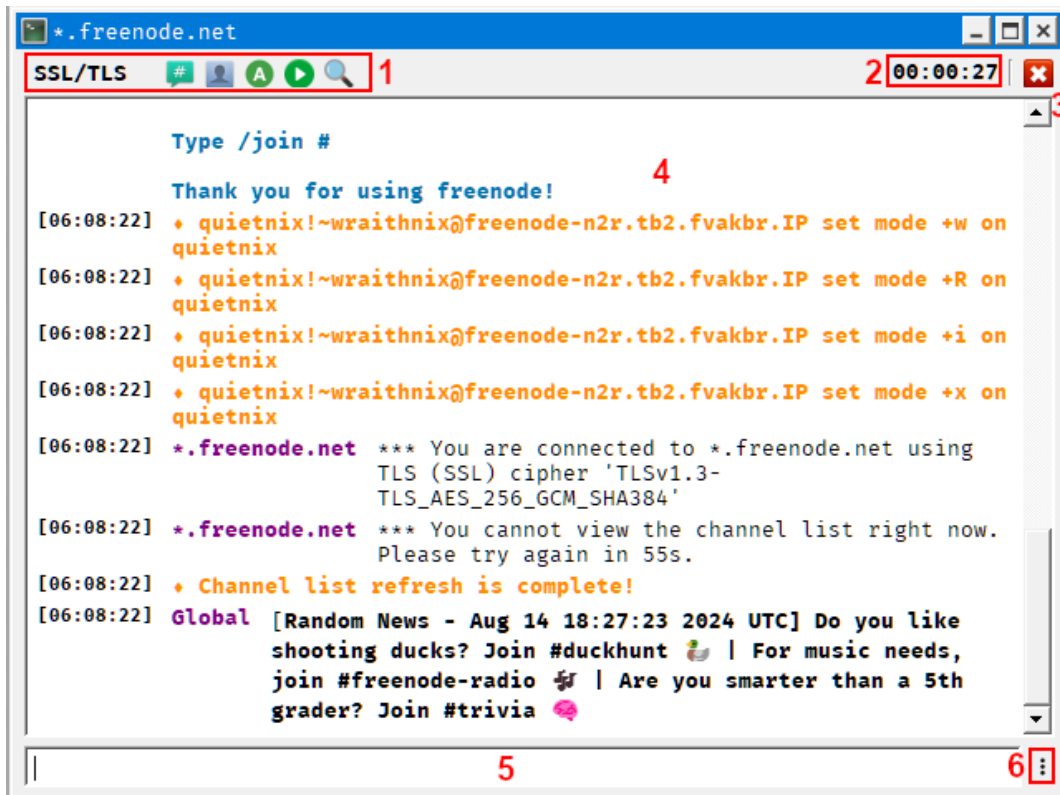 *.freenode.net
SSL/TLS # A 1 2 00:00:27
3
Type /join #
4
Thank you for using freenode!
[06:08:22] ♦ quietnix!~wraithnix@freenode-n2r.tb2.fvakbr.IP set mode +w on
quietnix
[06:08:22] ♦ quietnix!~wraithnix@freenode-n2r.tb2.fvakbr.IP set mode +R on
quietnix
[06:08:22] ♦ quietnix!~wraithnix@freenode-n2r.tb2.fvakbr.IP set mode +i on
quietnix
[06:08:22] ♦ quietnix!~wraithnix@freenode-n2r.tb2.fvakbr.IP set mode +x on
quietnix
[06:08:22] *.freenode.net *** You are connected to *.freenode.net using
TLS (SSL) cipher 'TLSv1.3-
TLS_AES_256_GCM_SHA384'
[06:08:22] *.freenode.net *** You cannot view the channel list right now.
Please try again in 55s.
[06:08:22] ♦ Channel list refresh is complete!
[06:08:22] Global [Random News - Aug 14 18:27:23 2024 UTC] Do you like
shooting ducks? Join #duckhunt 🦆 | For music needs,
join #freenode-radio 🎶 | Are you smarter than a 5th
grader? Join #trivia 🧠
5 6